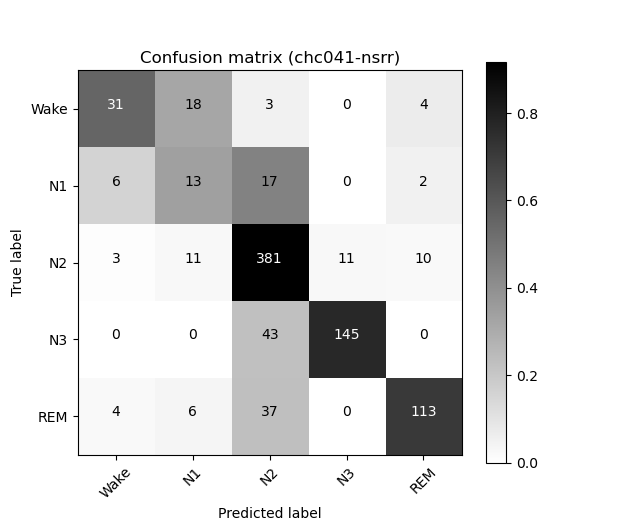 Confusion matrix (chc041-nsrr)
True label
Wake 31 18 3 0 4
N1 6 13 17 0 2
N2 3 11 381 11 10
N3 0 0 43 145 0
REM 4 6 37 0 113
Wake N1 N2 N3 REM
Predicted label
0.8
0.6
0.4
0.2
0.0